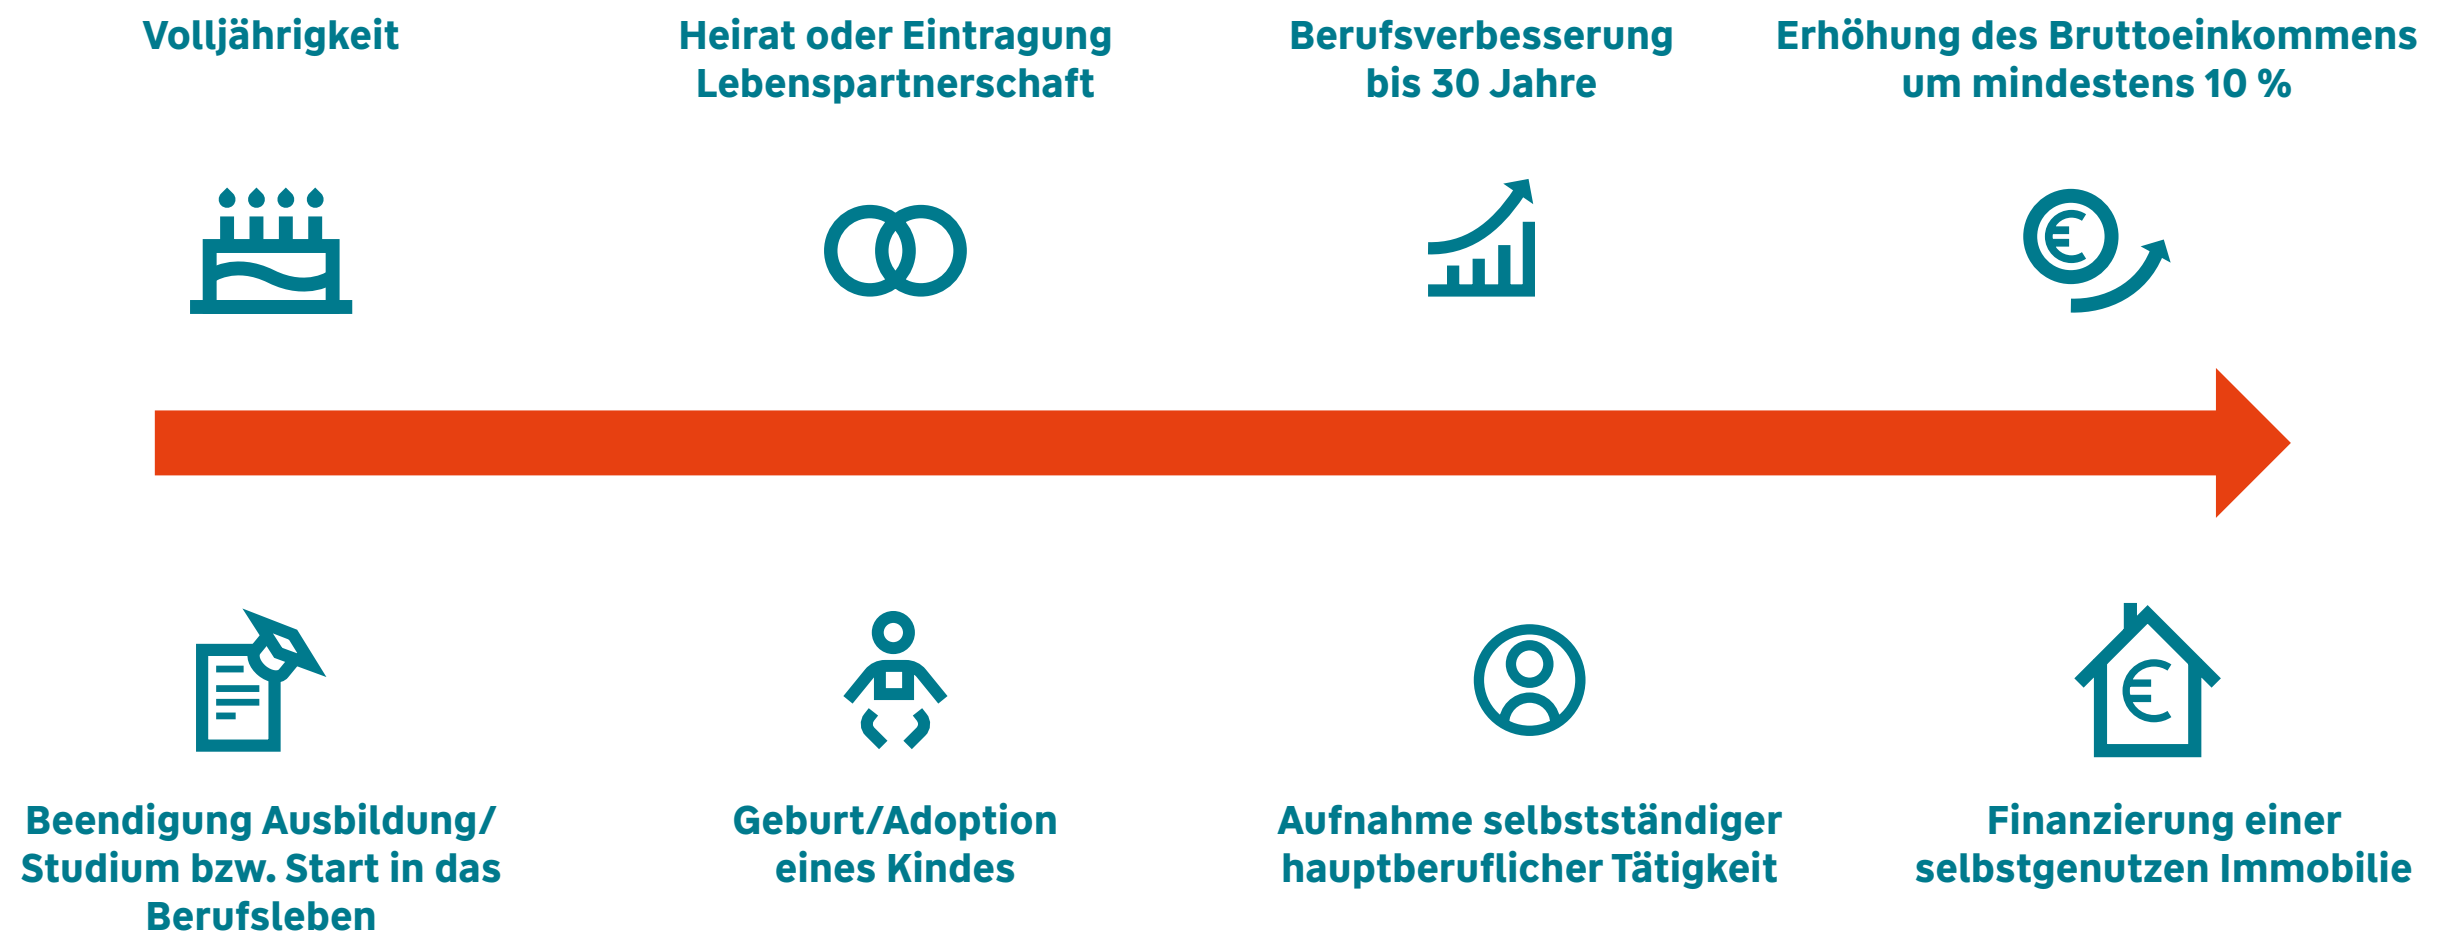 Volljährigkeit
Heirat oder Eintragung
Lebenspartnerschaft
Berufsverbesserung
bis 30 Jahre
Erhöhung des Bruttoeinkommens
um mindestens 10 %
€
€
Beendigung Ausbildung/
Studium bzw. Start in das
Berufsleben
Geburt/Adoption
eines Kindes
Aufnahme selbstständiger
hauptberuflicher Tätigkeit
Finanzierung einer
selbstgenutzen Immobilie